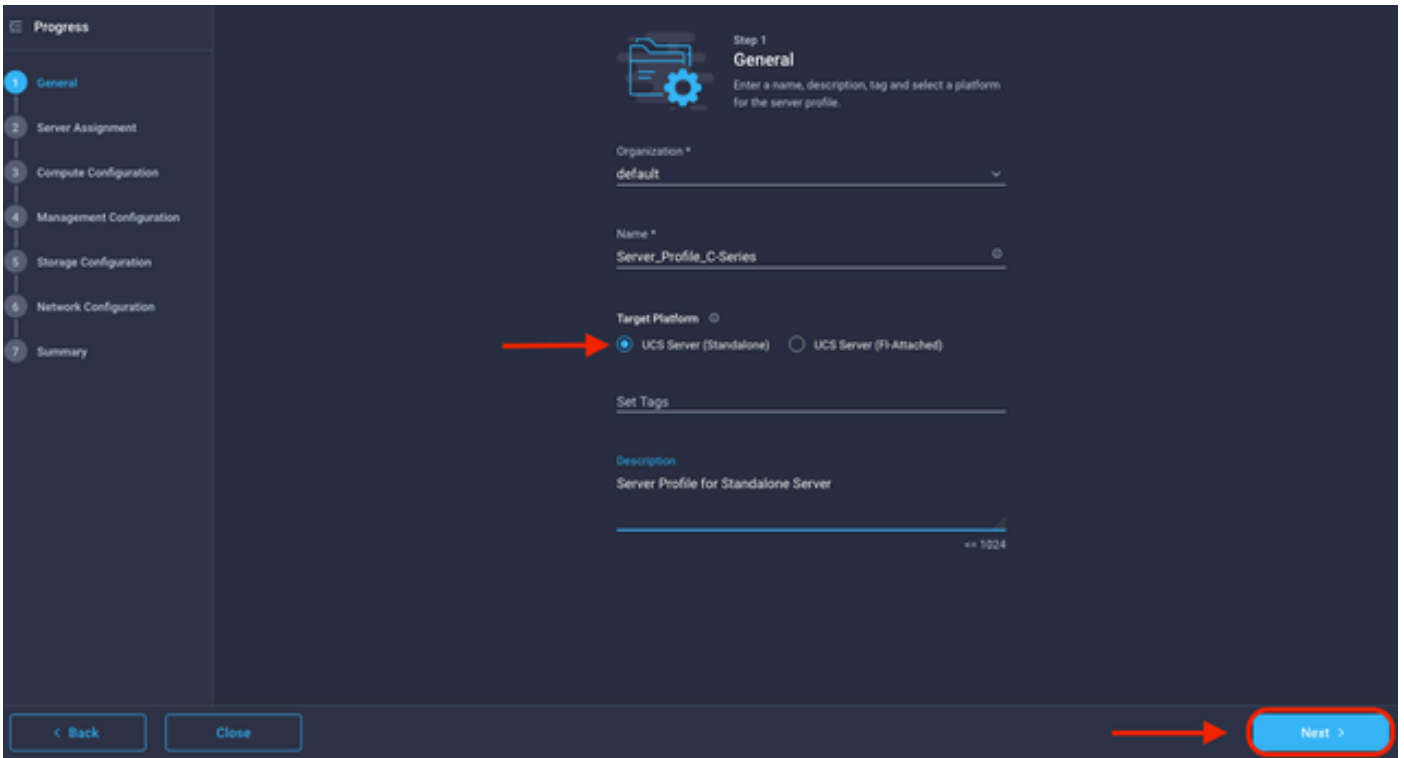 Progress
1 General
2 Server Assignment
3 Compute Configuration
4 Management Configuration
5 Storage Configuration
6 Network Configuration
7 Summary
Step 1
General
Enter a name, description, tag and select a platform
for the server profile.
Organization *
default
Name *
Server_Profile_C-Series
Target Platform
UCS Server (Standalone) UCS Server (FI-Attached)
Set Tags
Description
Server Profile for Standalone Server
<= 1024
< Back Close Next >